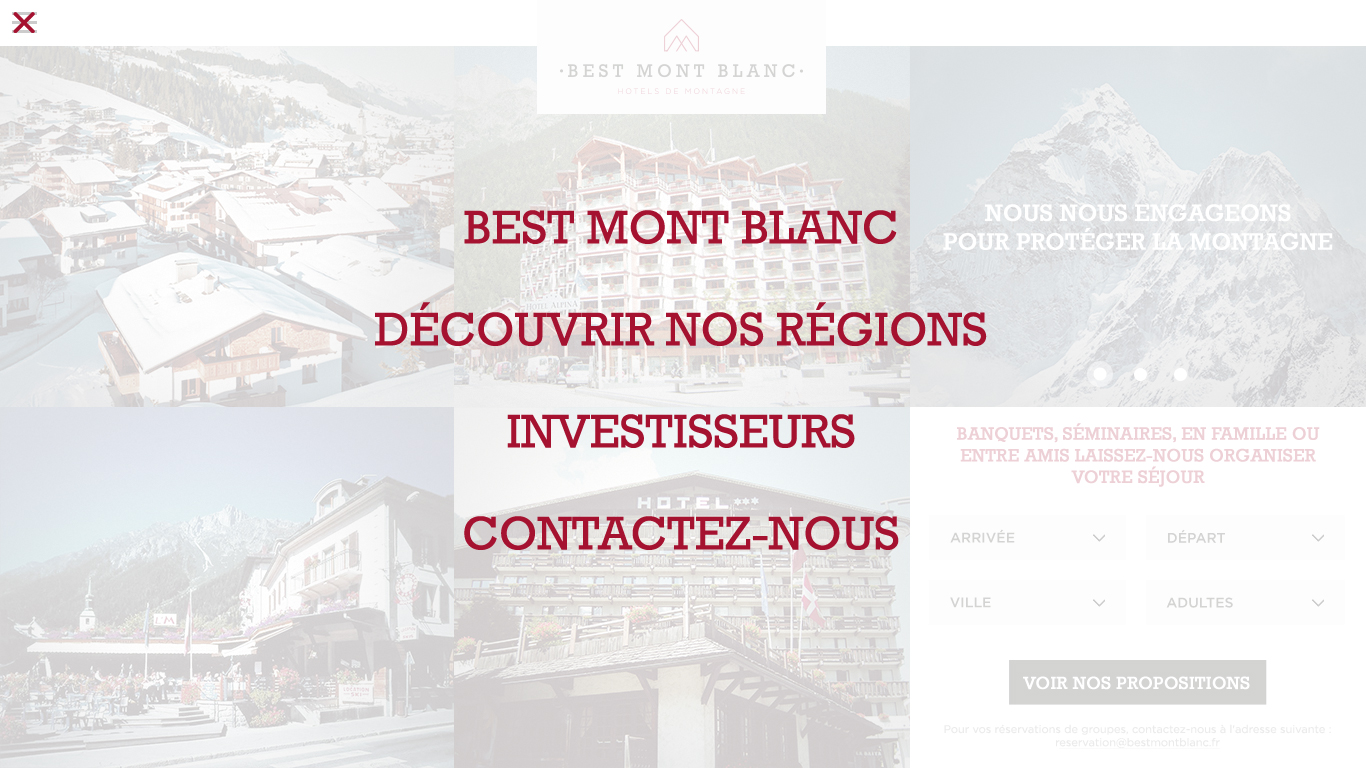 ·BEST MONT BLANC·
HOTELS DE MONTAGNE
BEST MONT BLANC
DÉCOUVRIR NOS RÉGIONS
INVESTISSEURS
CONTACTEZ-NOUS
HOTEL ALPINA
NOUS NOUS ENGAGEONS
POUR PROTÉGER LA MONTAGNE
HOTEL ***
LM
LOCATION
BANQUETS, SÉMINAIRES, EN FAMILLE OU
ENTRE AMIS LAISSEZ-NOUS ORGANISER
VOTRE SÉJOUR
ARRIVÉE
DÉPART
VILLE
ADULTES
VOIR NOS PROPOSITIONS
Pour vos réservations de groupes, contactez-nous à l'adresse suivante :
reservation@bestmontblanc.fr